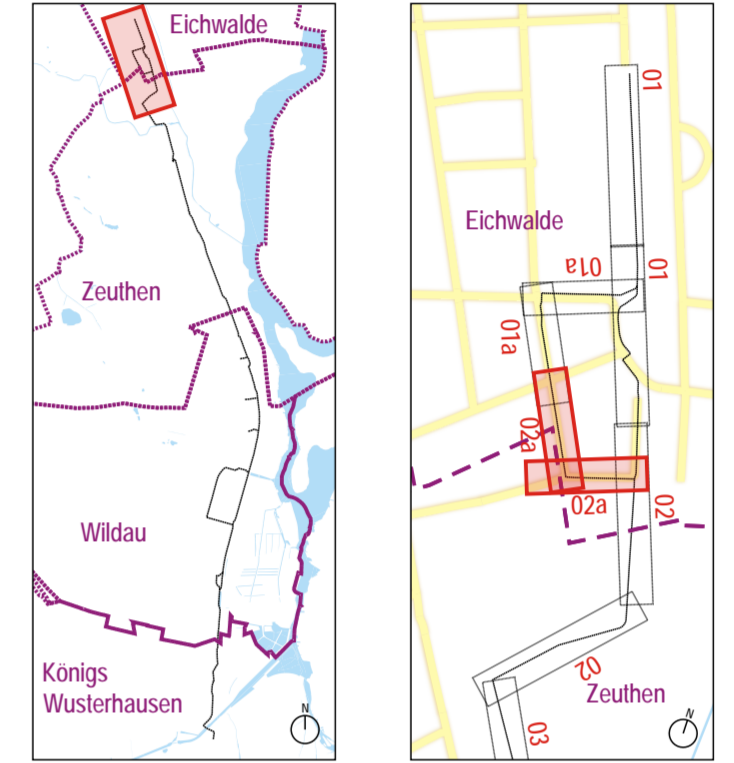 Eichwalde
Zeuthen
Wildau
Königs
Wusterhausen
N
01
Eichwalde
01
01a
01a
02a
02a
02
02
Zeuthen
03
N